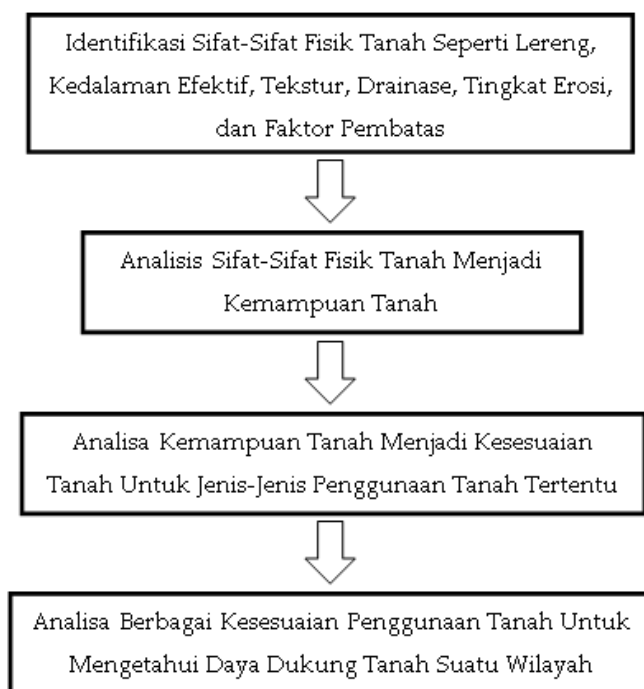 Identifikasi Sifat-Sifat Fisik Tanah Seperti Lereng,
Kedalaman Efektif, Tekstur, Drainase, Tingkat Erosi,
dan Faktor Pembatas
Analisis Sifat-Sifat Fisik Tanah Menjadi
Kemampuan Tanah
Analisa Kemampuan Tanah Menjadi Kesesuaian
Tanah Untuk Jenis-Jenis Penggunaan Tanah Tertentu
Analisa Berbagai Kesesuaian Penggunaan Tanah Untuk
Mengetahui Daya Dukung Tanah Suatu Wilayah